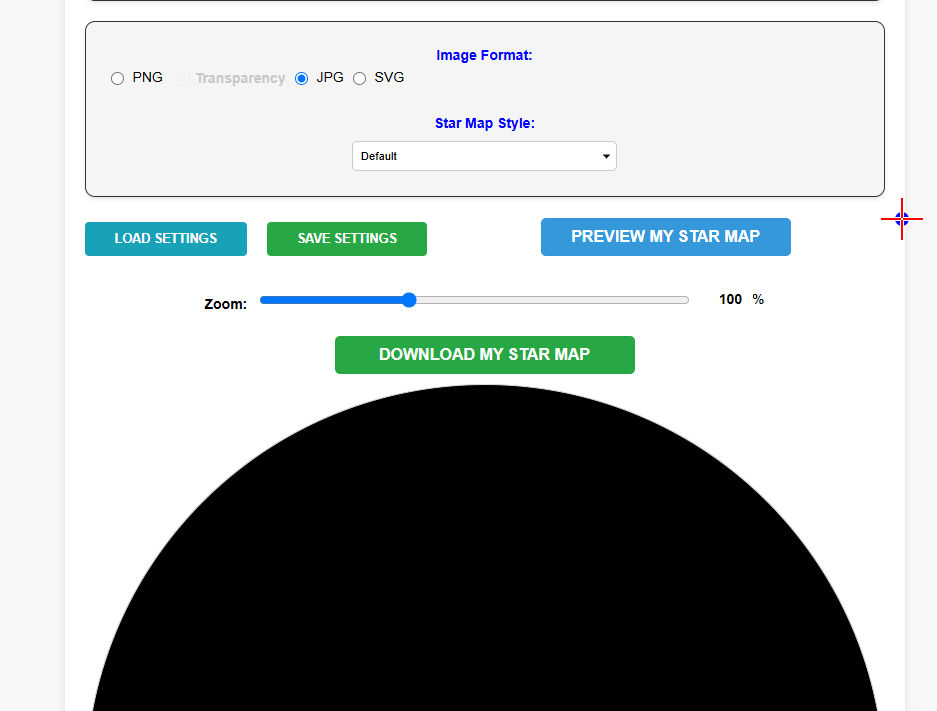 Image Format:
PNG Transparency JPG SVG
Star Map Style:
Default
LOAD SETTINGS SAVE SETTINGS PREVIEW MY STAR MAP
Zoom: 100 %
DOWNLOAD MY STAR MAP